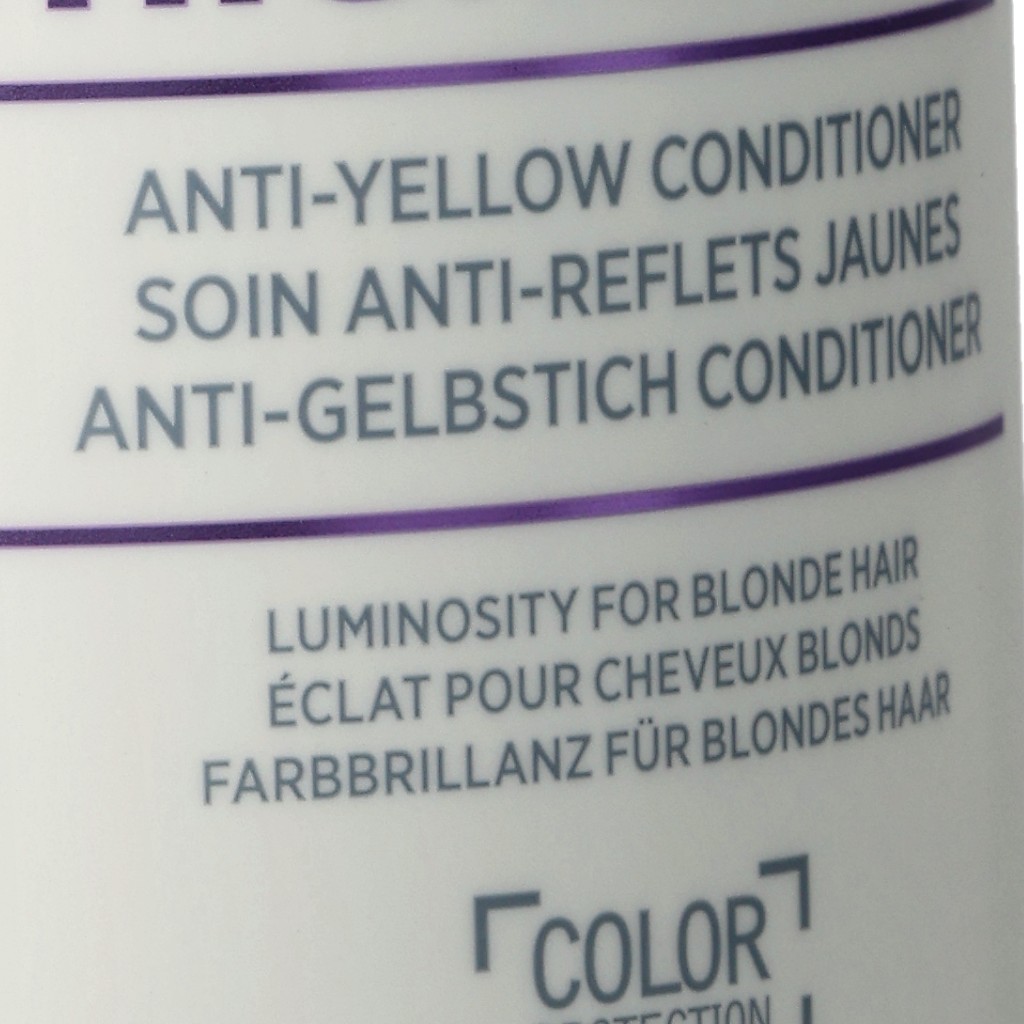 ANTI-YELLOW CONDITIONER
SOIN ANTI-REFLETS JAUNES
ANTI-GELBSTICH CONDITIONER
LUMINOSITY FOR BLONDE HAIR
ÉCLAT POUR CHEVEUX BLONDS
FARBBRILLANZ FÜR BLONDES HAAR
COLOR